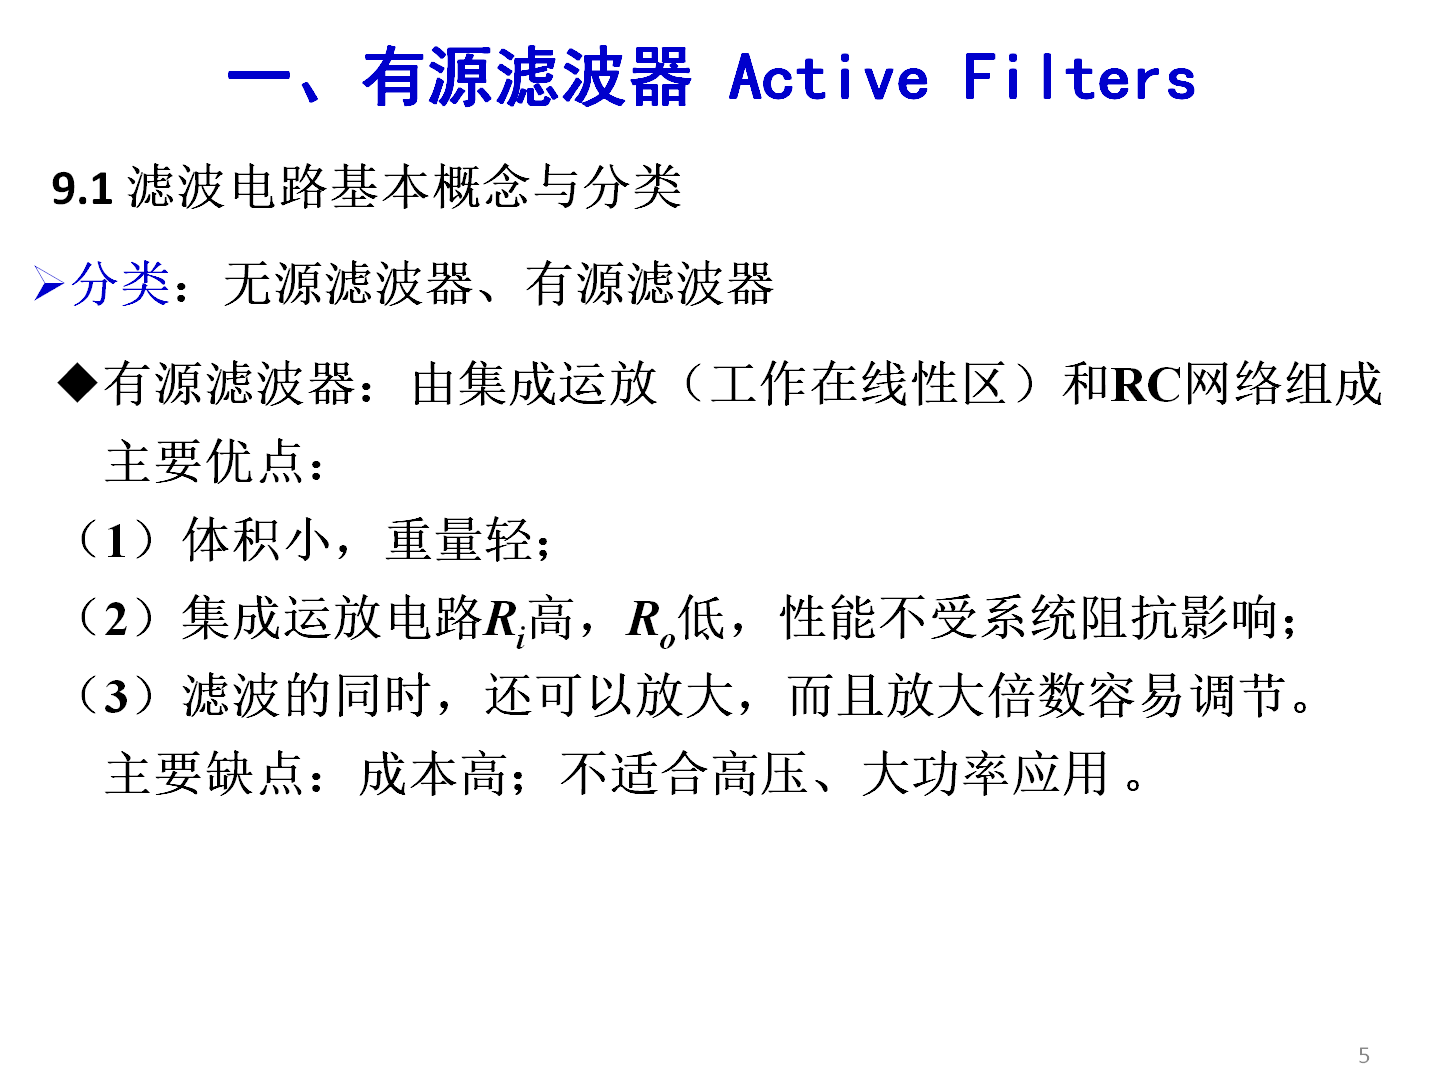 一、有源滤波器 Active Filters
9.1 滤波电路基本概念与分类
➢分类：无源滤波器、有源滤波器
◆有源滤波器：由集成运放（工作在线性区）和RC网络组成
主要优点：
（1）体积小，重量轻；
（2）集成运放电路Ri高，Ro低，性能不受系统阻抗影响；
（3）滤波的同时，还可以放大，而且放大倍数容易调节。
主要缺点：成本高；不适合高压、大功率应用 。
5